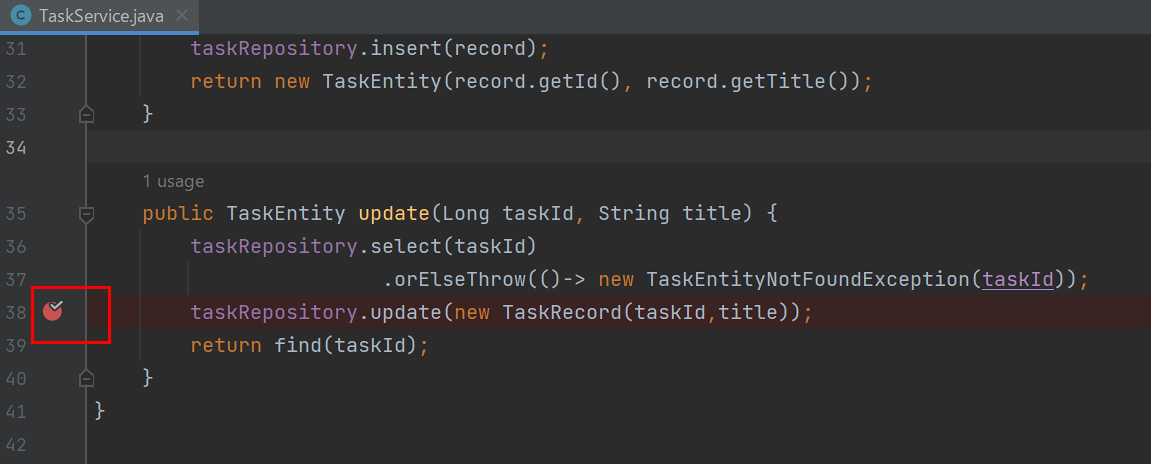 C TaskService.java
31 taskRepository.insert(record);
32 return new TaskEntity(record.getId(), record.getTitle());
33 }
34
1 usage
35 public TaskEntity update(Long taskId, String title) {
36 taskRepository.select(taskId)
37 .orElseThrow(()-> new TaskEntityNotFoundException(taskId));
38 taskRepository.update(new TaskRecord(taskId,title));
39 return find(taskId);
40 }
41 }
42